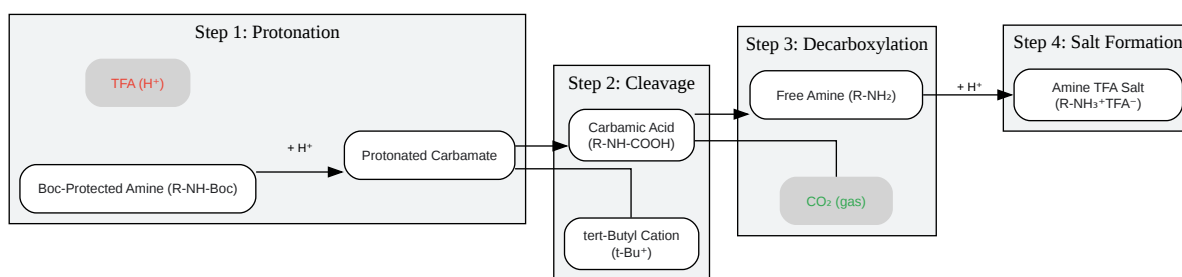 Step 1: Protonation
TFA (H⁺)
Boc-Protected Amine (R-NH-Boc)
+ H⁺
Protonated Carbamate
Step 2: Cleavage
Carbamic Acid
(R-NH-COOH)
tert-Butyl Cation
(t-Bu⁺)
Step 3: Decarboxylation
Free Amine (R-NH₂)
CO₂ (gas)
+ H⁺
Step 4: Salt Formation
Amine TFA Salt
(R-NH₃⁺TFA⁻)